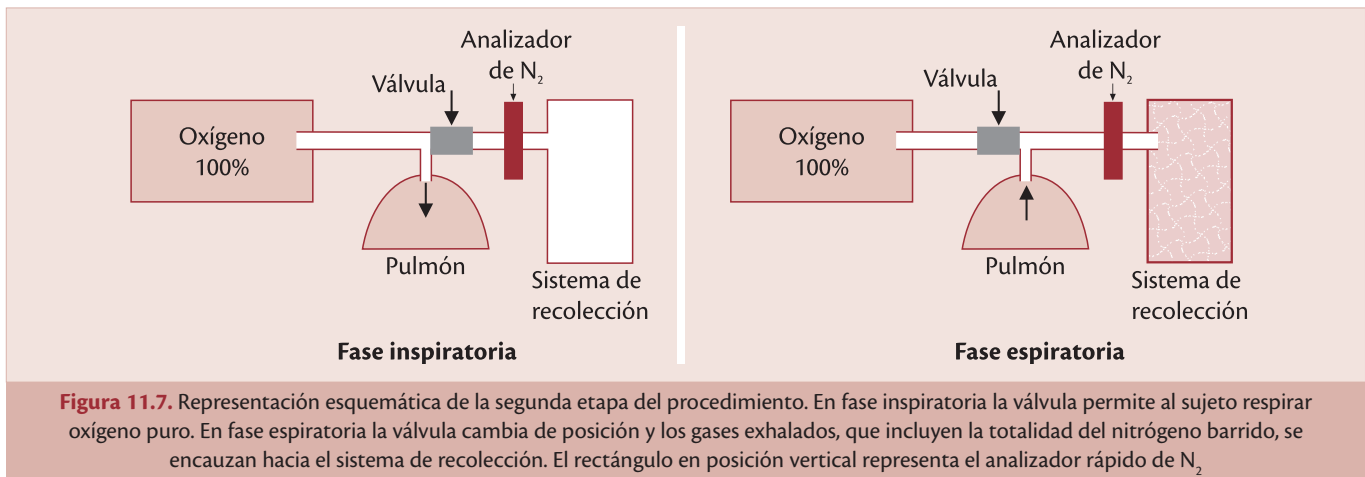 Analizador
de N₂
Válvula
Oxígeno
100%
Pulmón
Sistema de
recolección
Fase inspiratoria
Analizador
de N₂
Válvula
Oxígeno
100%
Pulmón
Sistema de
recolección
Fase espiratoria
Figura 11.7. Representación esquemática de la segunda etapa del procedimiento. En fase inspiratoria la válvula permite al sujeto respirar
oxígeno puro. En fase espiratoria la válvula cambia de posición y los gases exhalados, que incluyen la totalidad del nitrógeno barrido, se
encauzan hacia el sistema de recolección. El rectángulo en posición vertical representa el analizador rápido de N₂